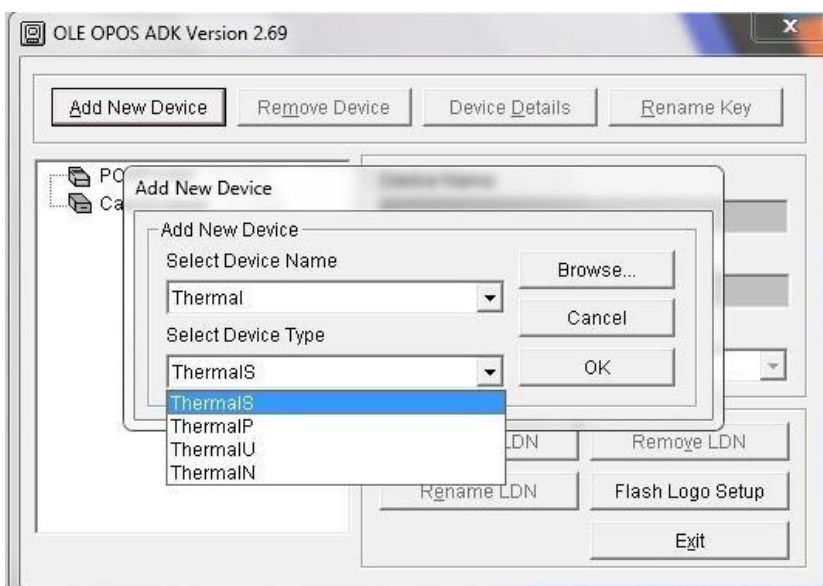 OLE OPOS ADK Version 2.69
X
Add New Device Remove Device Device Details Rename Key
Add New Device
Add New Device
Select Device Name
Browse...
Thermal
Cancel
Select Device Type
ThermalS
OK
ThermalS
ThermalP
ThermalU
ThermalN
LDN
Remove LDN
Rename LDN
Flash Logo Setup
Exit